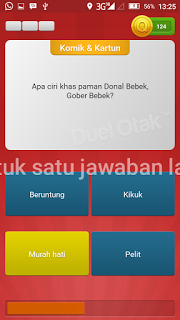 3G
56% 13:25
124
Komik & Kartun
Apa ciri khas paman Donal Bebek,
Gober Bebek?
Duel Otak
tuk satu jawaban la
Beruntung
Kikuk
Murah hati
Pelit